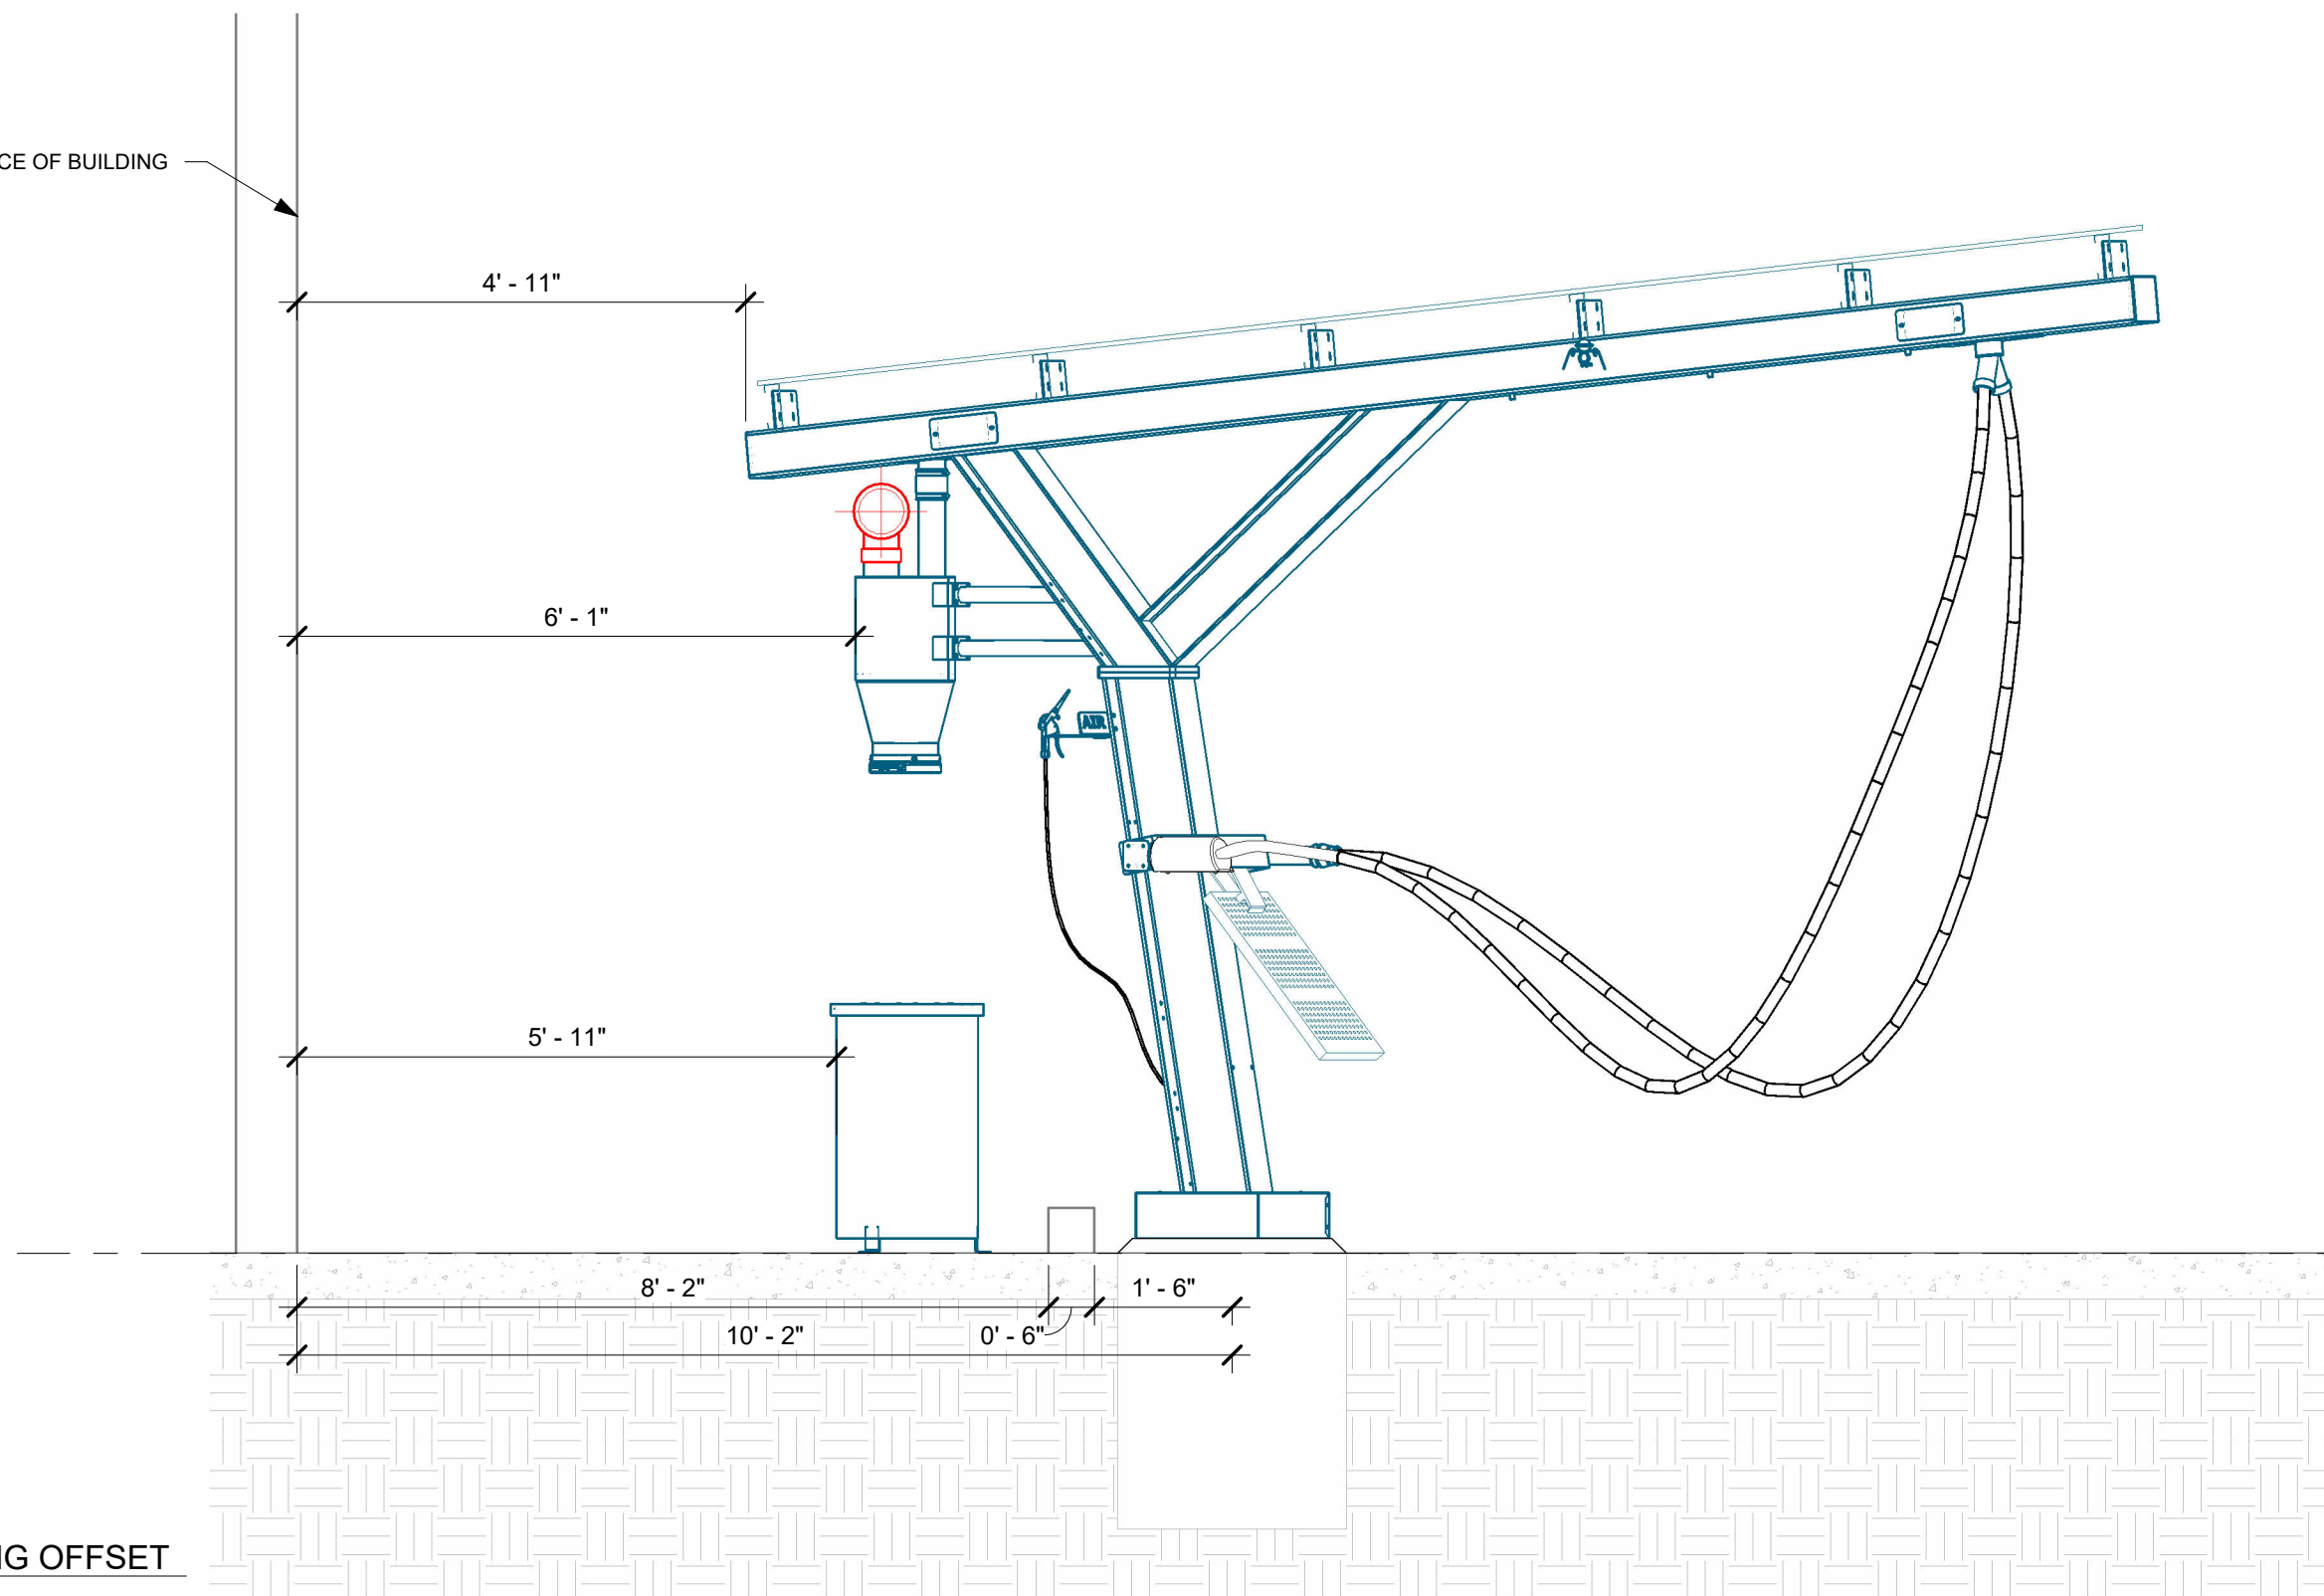 CE OF BUILDING
4' - 11"
6' - 1"
AIR
5' - 11"
8' - 2"
1' - 6"
10' - 2"
0' - 6"
G OFFSET